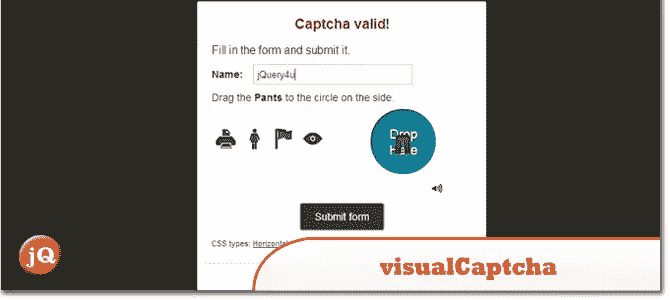 Captcha valid!
Fill in the form and submit it.
Name: jQuery4u
Drag the Pants to the circle on the side.
Drop
Here
Submit form
CSS types: Horizontal
jQ
visualCaptcha